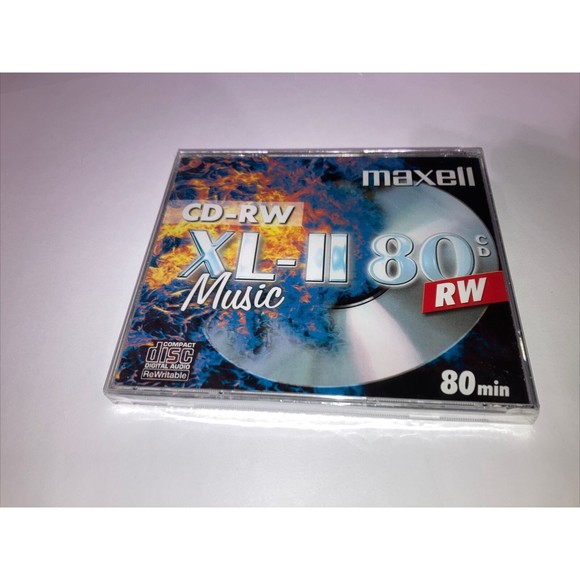 maxell
CD-RW
XL-II 80 CD
Music
RW
COMPACT
disc
DIGITAL AUDIO
ReWritable
80 min